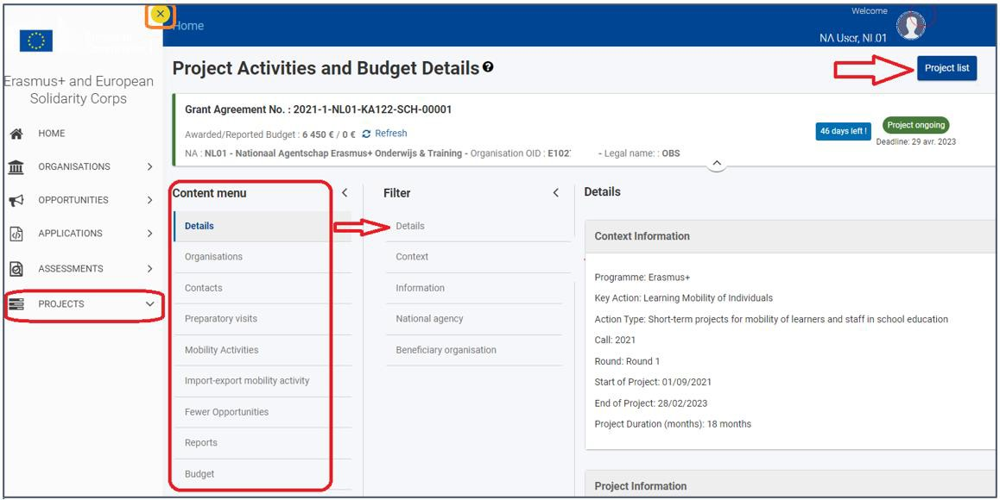 Home
Welcome
NA User, NL01
Erasmus+ and European
Solidarity Corps
HOME
ORGANISATIONS
OPPORTUNITIES
APPLICATIONS
ASSESSMENTS
PROJECTS
Project Activities and Budget Details
Project list
Grant Agreement No. : 2021-1-NL01-KA122-SCH-00001
Awarded/Reported Budget : 6 450 € / 0 € Refresh
NA : NL01 - Nationaal Agentschap Erasmus+ Onderwijs & Training - Organisation OID : E102 - Legal name: : OBS
46 days left !
Project ongoing
Deadline: 29 avr. 2023
Content menu
Details
Organisations
Contacts
Preparatory visits
Mobility Activities
Import-export mobility activity
Fewer Opportunities
Reports
Budget
Filter
Details
Context
Information
National agency
Beneficiary organisation
Details
Context Information
Programme: Erasmus+
Key Action: Learning Mobility of Individuals
Action Type: Short-term projects for mobility of learners and staff in school education
Call: 2021
Round: Round 1
Start of Project: 01/09/2021
End of Project: 28/02/2023
Project Duration (months): 18 months
Project Information